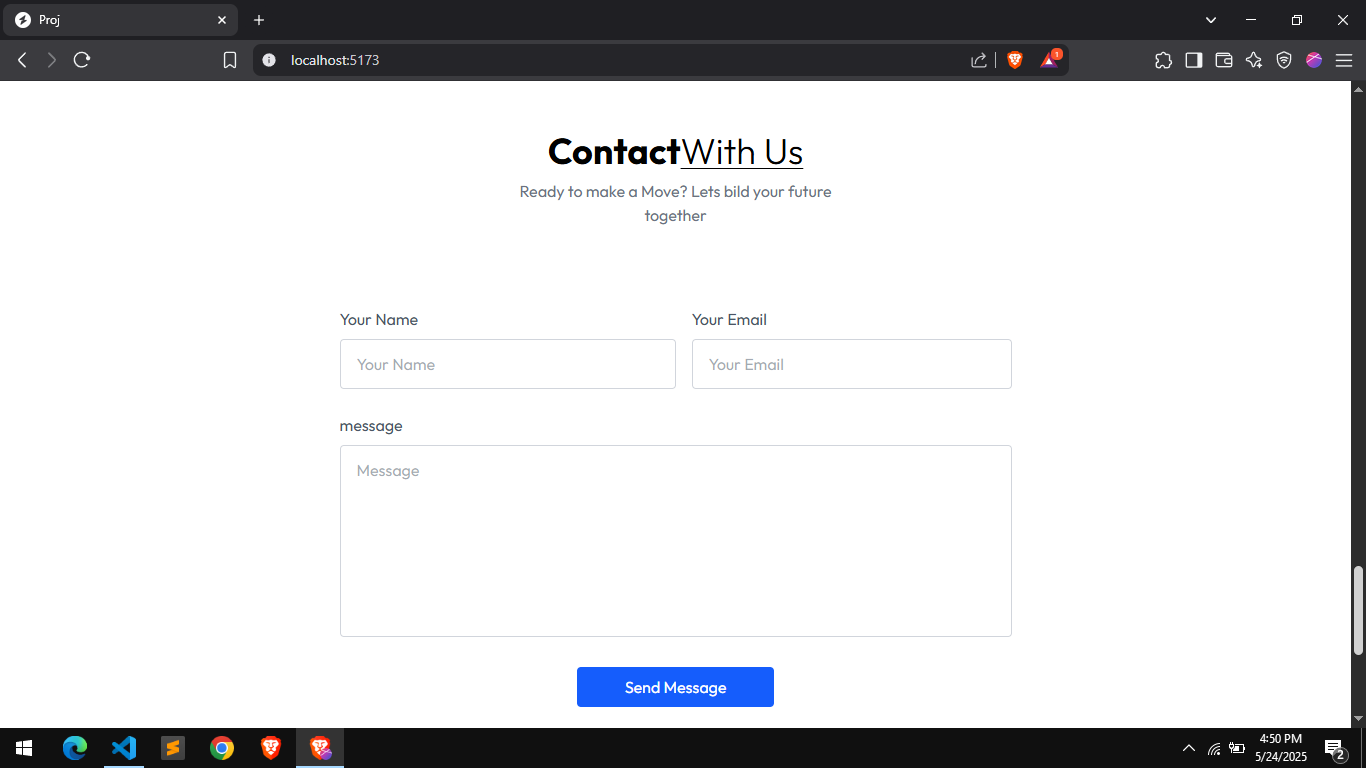 Proj
localhost:5173
1
ContactWith Us
Ready to make a Move? Lets bild your future
together
Your Name
Your Email
Your Name
Your Email
message
Message
Send Message
4:50 PM
5/24/2025
2